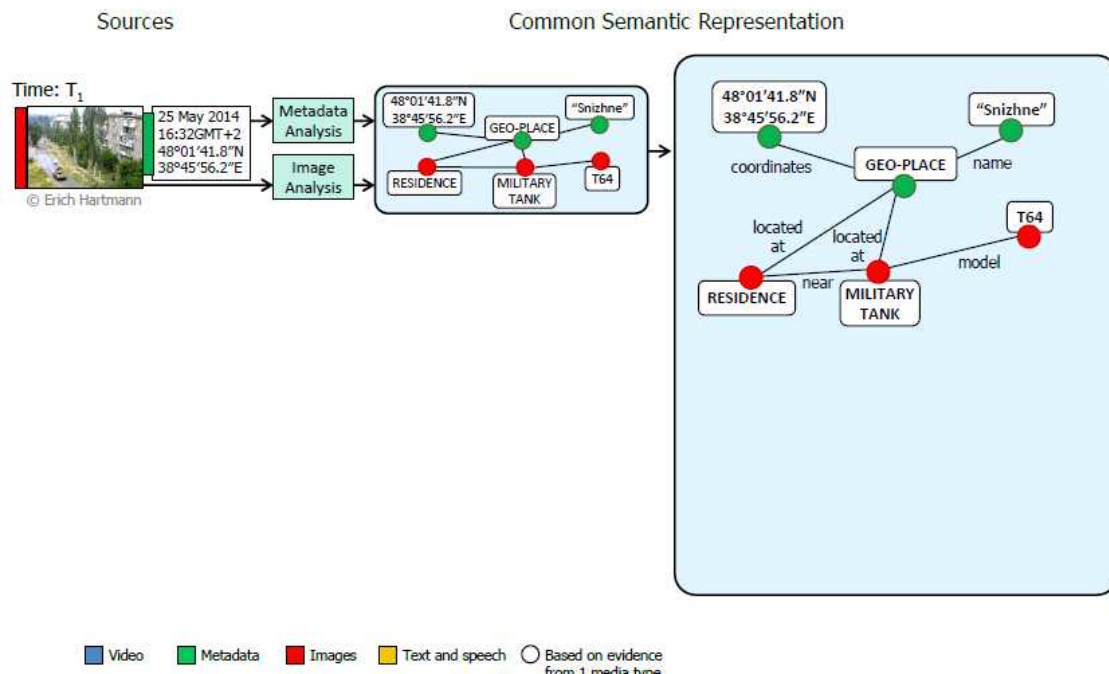 Sources
Common Semantic Representation
Time: T1
25 May 2014
16:32GMT+2
48°01’41.8”N
38°45’56.2”E
© Erich Hartmann
Metadata
Analysis
Image
Analysis
48°01’41.8”N
38°45’56.2”E
“Snizhne”
GEO-PLACE
RESIDENCE
MILITARY
TANK
T64
48°01’41.8”N
38°45’56.2”E
“Snizhne”
coordinates
GEO-PLACE
name
T64
located
at
located
at
model
near
RESIDENCE
MILITARY
TANK
Video
Metadata
Images
Text and speech
Based on evidence
from 1 media type